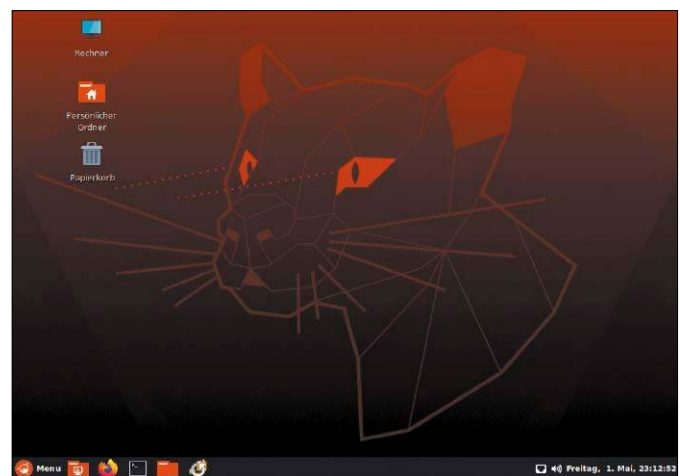 Rechner
Persönlicher
Ordner
Papierkorb
Menu
Freitag, 1. Mai, 23:12:52